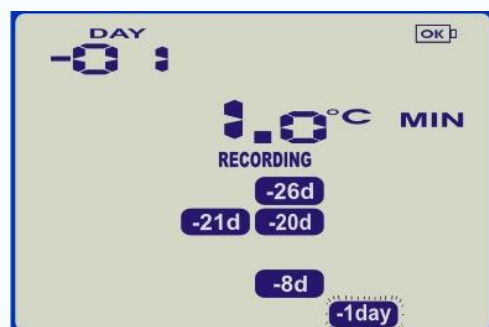 DAY
OK
-01
1.0°C MIN
RECORDING
-26d
-21d -20d
-8d
-1day